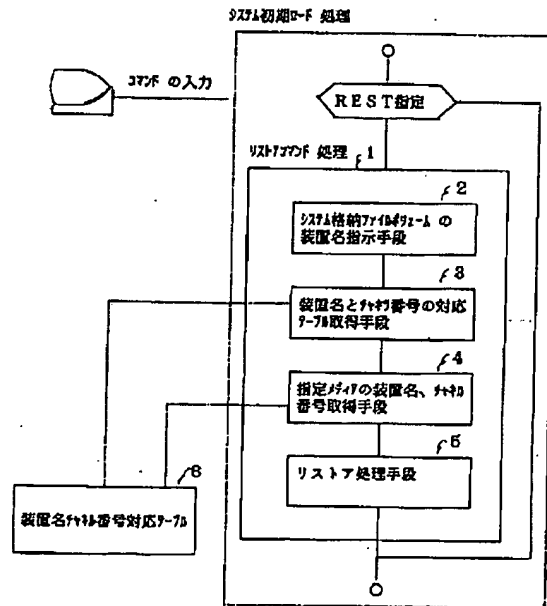 システム初期ロード 処理
コマンド の入力
REST指定
リストアコマンド 処理
1
2
システム格納ファイルボリューム の
装置名指示手段
3
装置名とチャネル番号の対応
テーブル取得手段
4
指定メディアの装置名、チャネル
番号取得手段
5
リストア処理手段
6
装置名チャネル番号対応テーブル